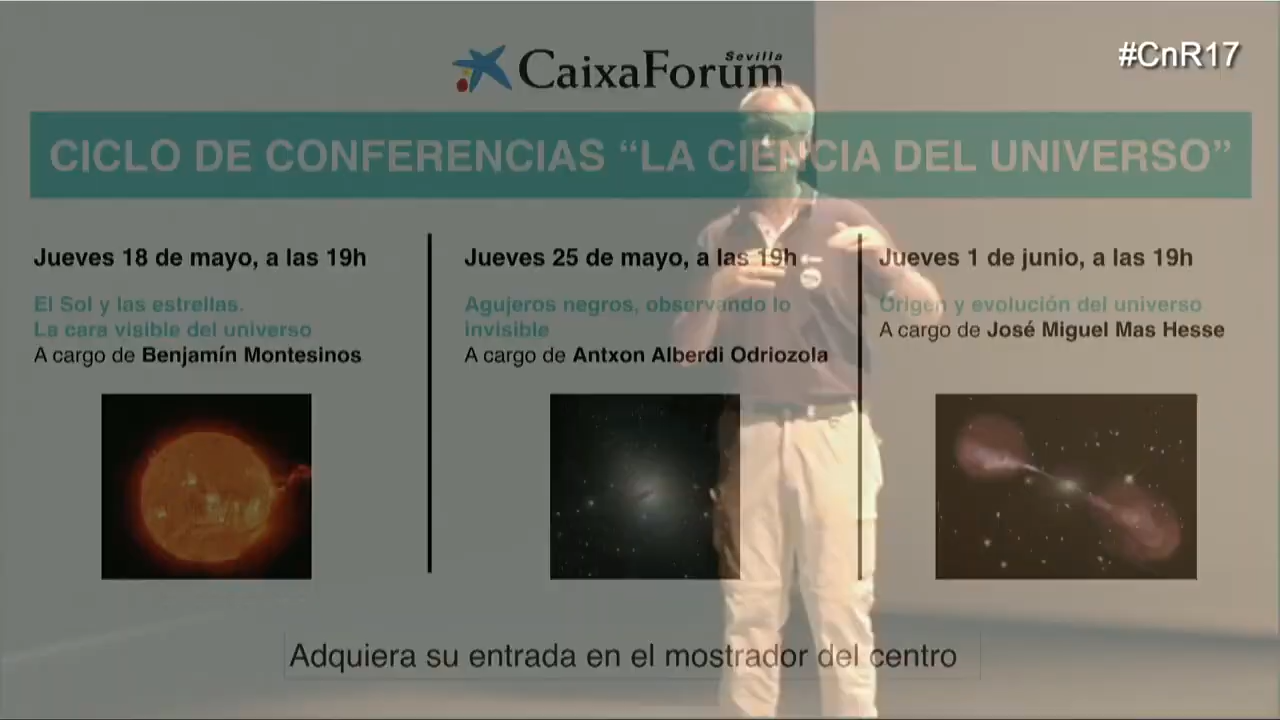 #CnR17
Sevilla
CaixaForum
CICLO DE CONFERENCIAS “LA CIENCIA DEL UNIVERSO”
Jueves 18 de mayo, a las 19h
El Sol y las estrellas.
La cara visible del universo
A cargo de Benjamín Montesinos
Jueves 25 de mayo, a las 19h
Agujeros negros, observando lo
invisible
A cargo de Antxon Alberdi Odriozola
Jueves 1 de junio, a las 19h
Origen y evolución del universo
A cargo de José Miguel Mas Hesse
Adquiera su entrada en el mostrador del centro